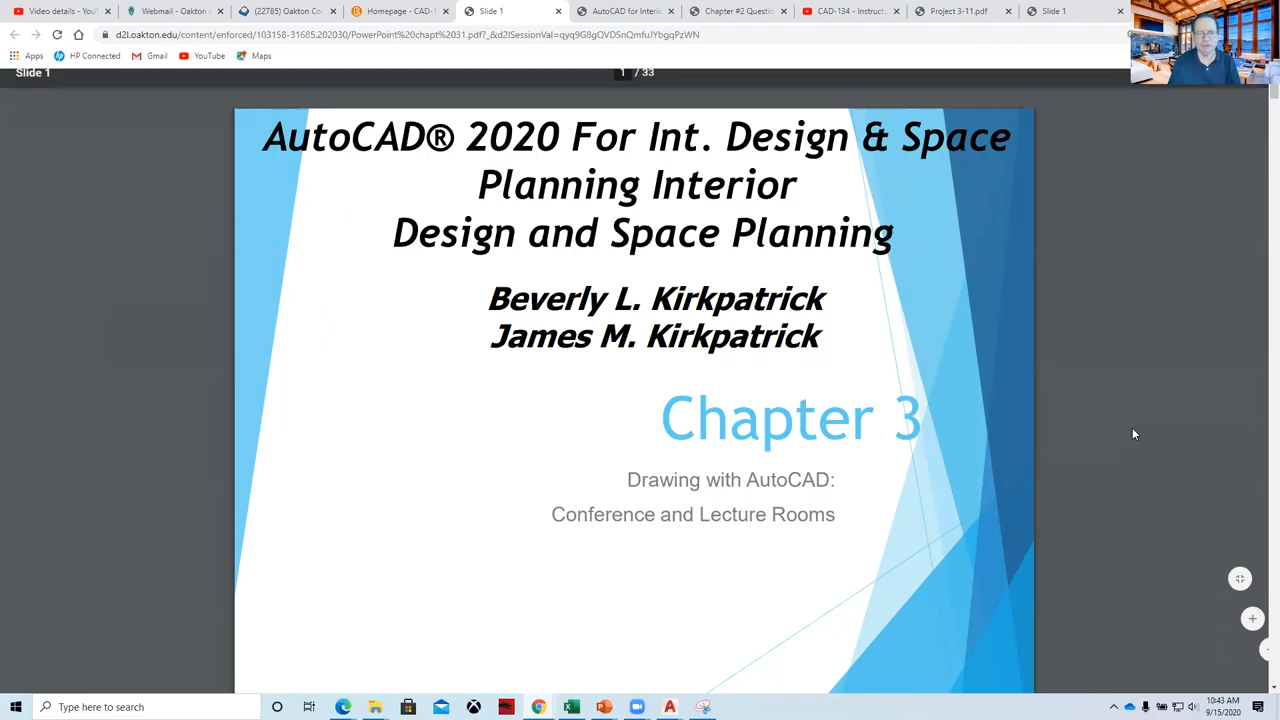 Video details - You
Webmail - Oakton
(22785) Oakton Co
Homepage - CAD-1
Slide 1
AutoCAD for Interio
Chapter #2 Questio
CAD-134 - Instruct
Project 3-11.pdf
Slide 1
d2l.oakton.edu/content/enforced/103158-31685.202030/PowerPoint%20chapt%2031.pdf?_&d2lSessionVal=qyq9G8gQVDSnQmfuJYbgqPzWN
Apps
HP Connected
Gmail
YouTube
Maps
Slide 1
1 / 33
AutoCAD® 2020 For Int. Design & Space
Planning Interior
Design and Space Planning
Beverly L. Kirkpatrick
James M. Kirkpatrick
Chapter 3
Drawing with AutoCAD:
Conference and Lecture Rooms
Type here to search
10:43 AM
9/15/2020